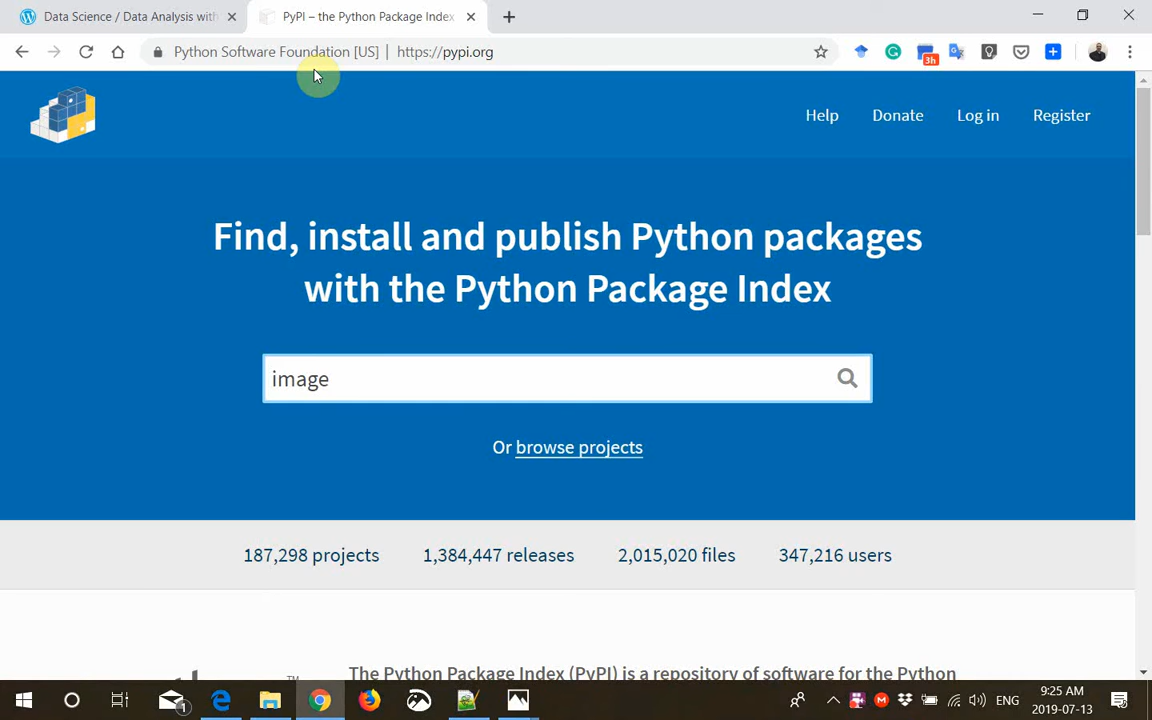 Data Science / Data Analysis with
PyPI – the Python Package Index
Python Software Foundation [US] | https://pypi.org
3h
Help
Donate
Log in
Register
Find, install and publish Python packages
with the Python Package Index
image
Or browse projects
187,298 projects
1,384,447 releases
2,015,020 files
347,216 users
The Python Package Index (PyPI) is a repository of software for the Python
1
ENG
9:25 AM
2019-07-13